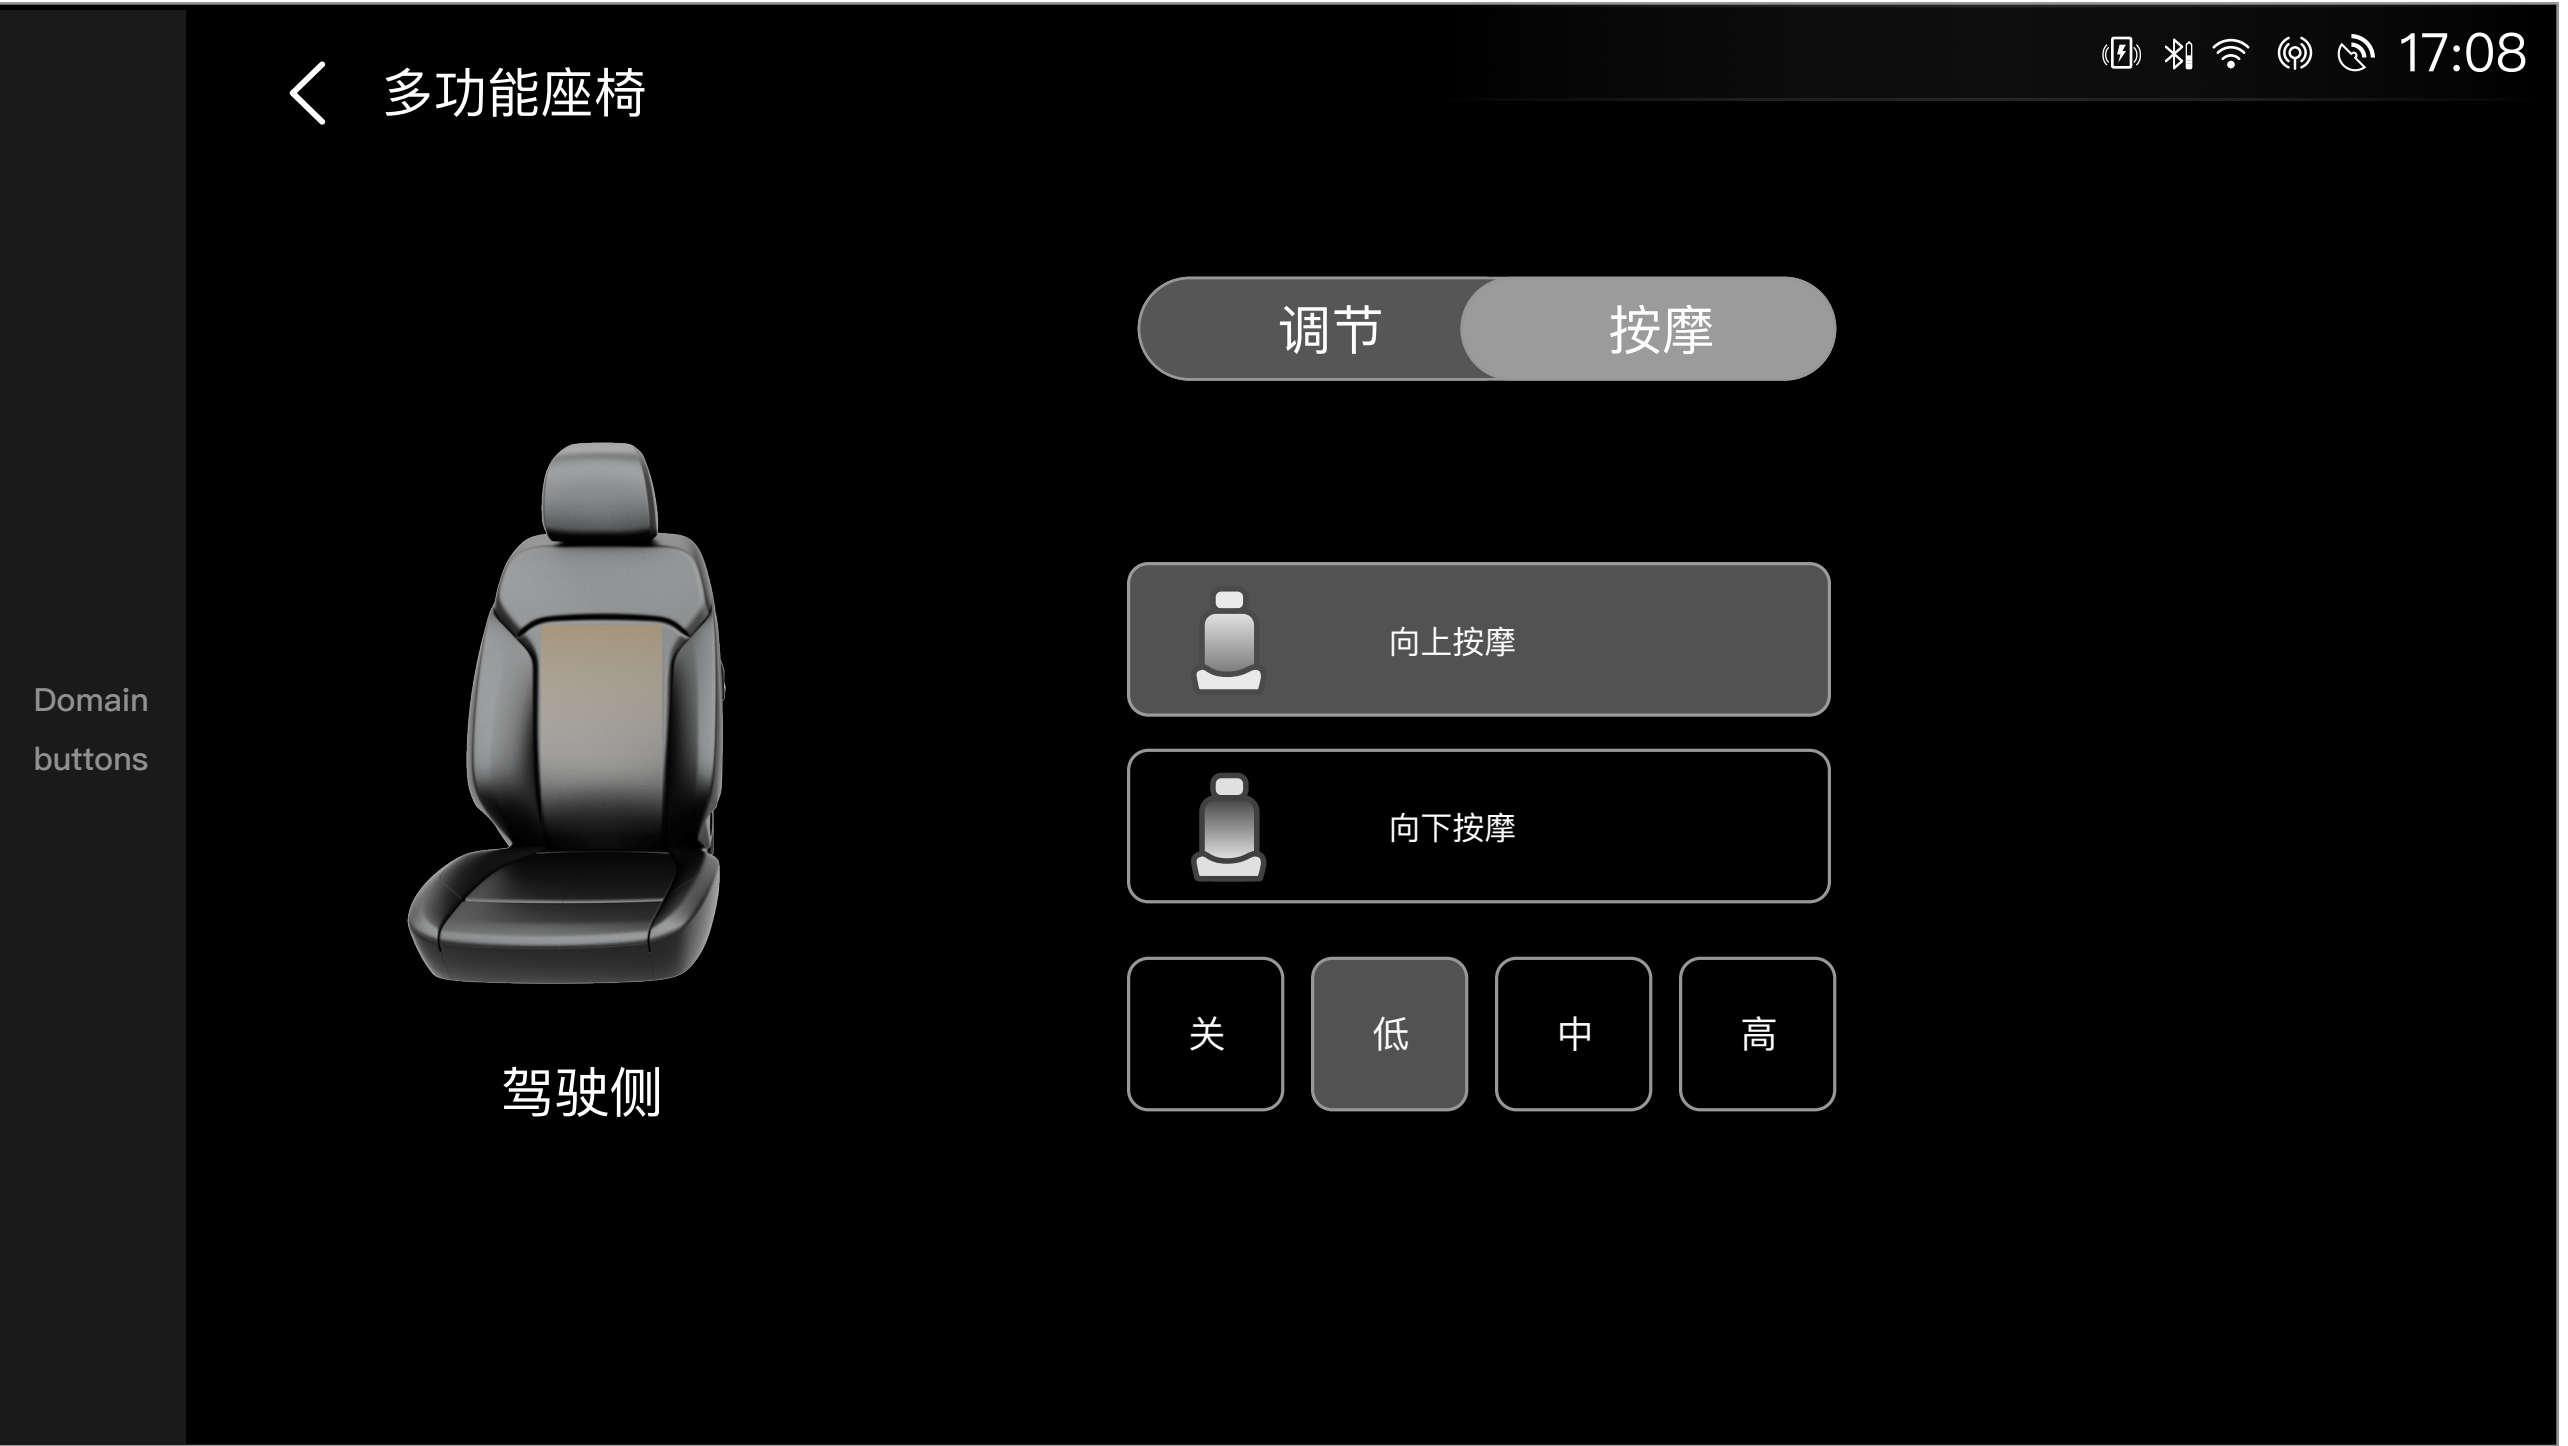 17:08
多功能座椅
调节
按摩
向上按摩
向下按摩
关
低
中
高
驾驶侧
Domain
buttons